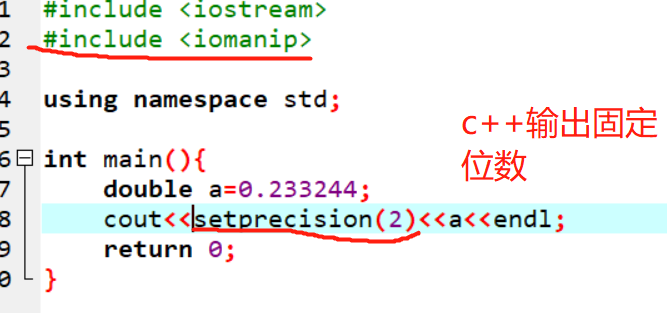 1 #include <iostream>
2 #include <iomanip>
3
4 using namespace std;
5
6 int main(){
7 double a=0.233244;
8 cout<<setprecision(2)<<a<<endl;
9 return 0;
0 }
c++输出固定
位数